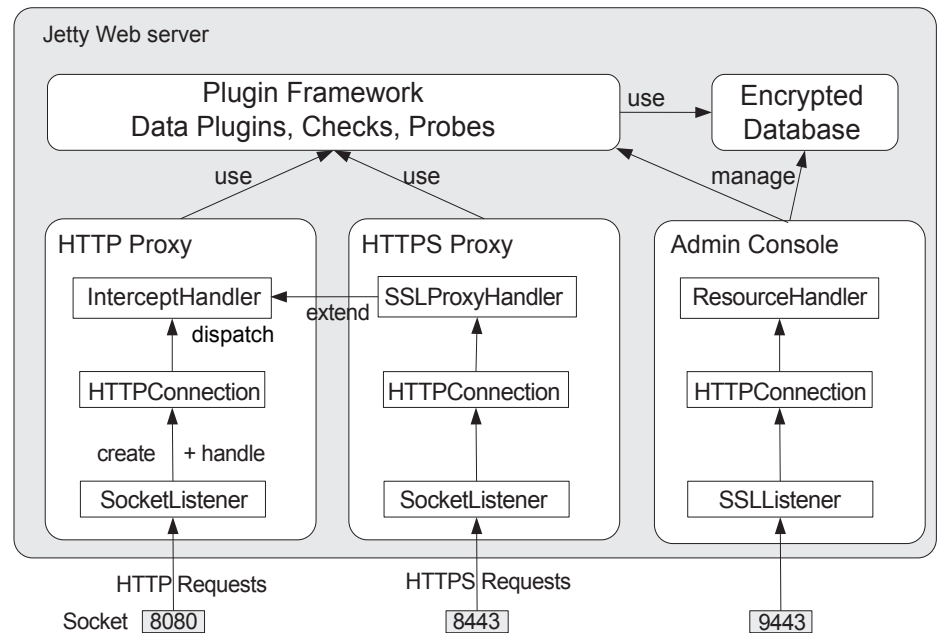 Jetty Web server
Plugin Framework
Data Plugins, Checks, Probes
use
Encrypted
Database
use
use
manage
HTTP Proxy
HTTPS Proxy
Admin Console
InterceptHandler
extend
SSLProxyHandler
ResourceHandler
dispatch
HTTPConnection
HTTPConnection
HTTPConnection
create + handle
SocketListener
SocketListener
SSLListener
HTTP Requests
HTTPS Requests
Socket 8080
8443
9443